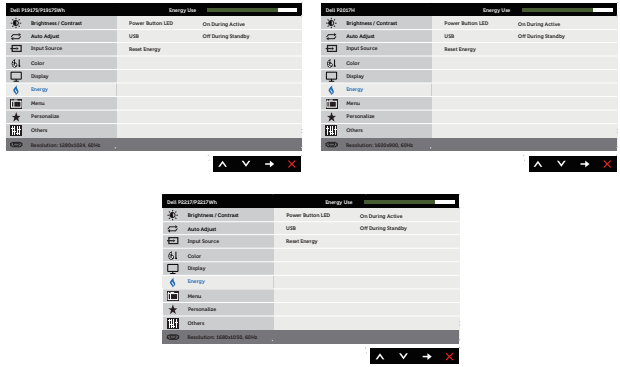 Dell P1917S/P1917SWh Energy Use
Brightness / Contrast Power Button LED On During Active
Auto Adjust USB Off During Standby
Input Source Reset Energy
Color
Display
Energy
Menu
Personalize
Others
Resolution: 1280x1024, 60Hz
Dell P2017H Energy Use
Brightness / Contrast Power Button LED On During Active
Auto Adjust USB Off During Standby
Input Source Reset Energy
Color
Display
Energy
Menu
Personalize
Others
Resolution: 1600x900, 60Hz
Dell P2217/P2217Wh Energy Use
Brightness / Contrast Power Button LED On During Active
Auto Adjust USB Off During Standby
Input Source Reset Energy
Color
Display
Energy
Menu
Personalize
Others
Resolution: 1680x1050, 60Hz